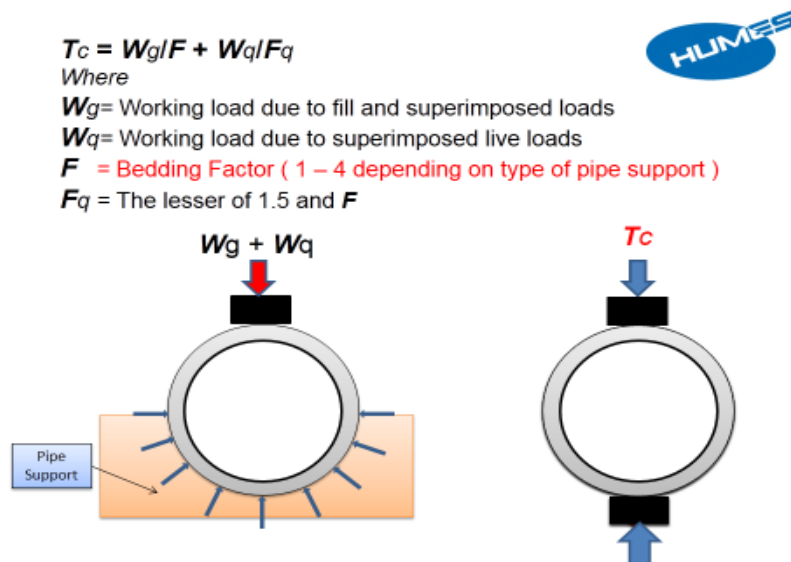 Tc = Wg/F + Wq/Fq
Where
Wg= Working load due to fill and superimposed loads
Wq= Working load due to superimposed live loads
F = Bedding Factor ( 1 – 4 depending on type of pipe support )
Fq = The lesser of 1.5 and F
HUMES
Wg + Wq
Tc
Pipe
Support